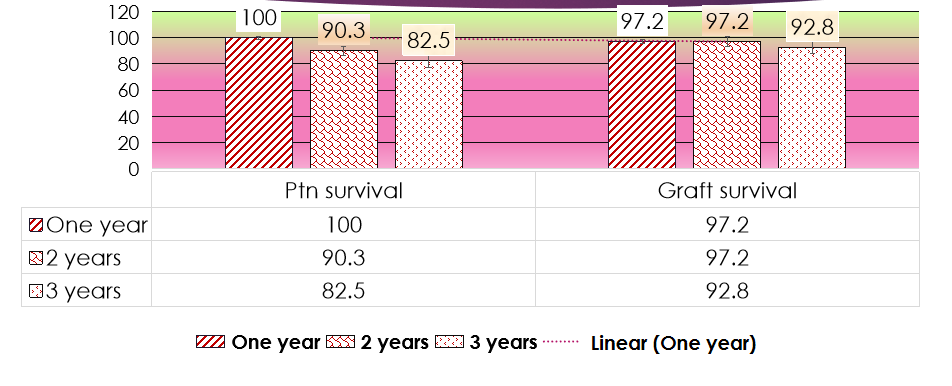 120
100
80
60
40
20
0
100
90.3
82.5
97.2
97.2
92.8
Ptn survival Graft survival
One year 100 97.2
2 years 90.3 97.2
3 years 82.5 92.8
One year 2 years 3 years Linear (One year)